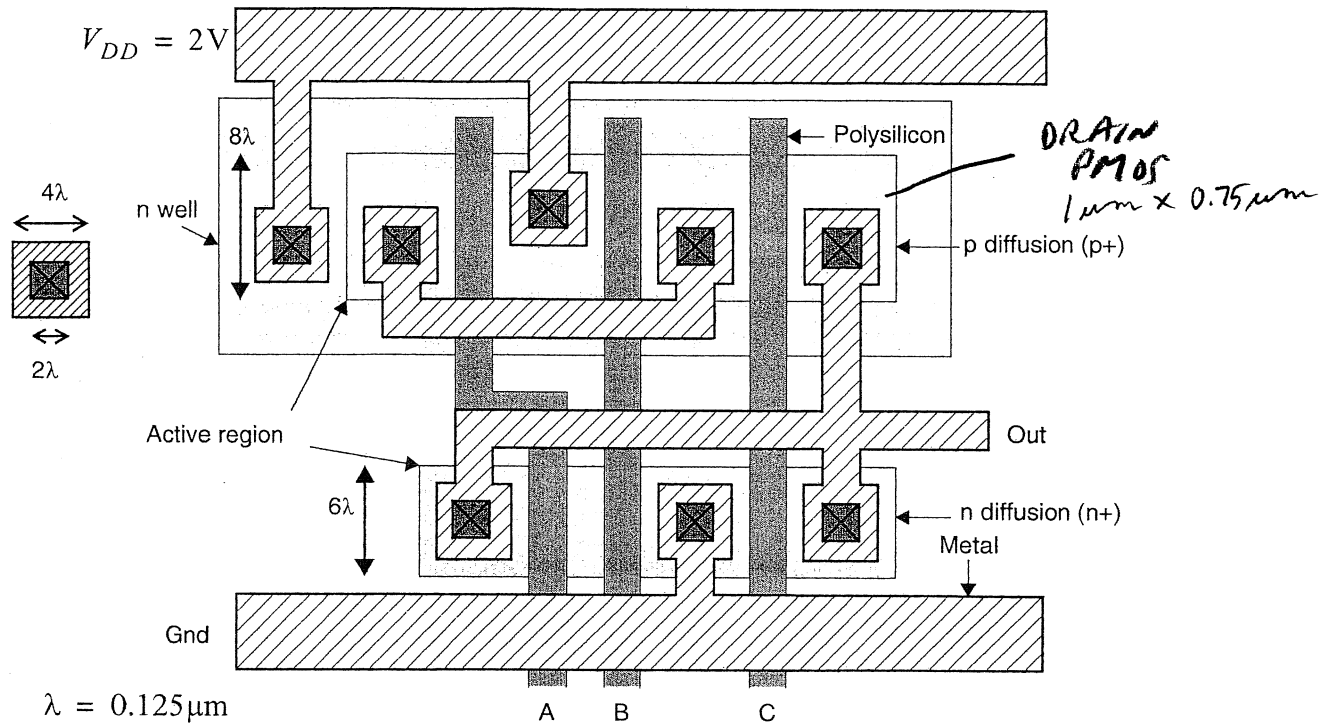 V_DD = 2V
Polysilicon
DRAIN
PMOS
1um x 0.75um
8λ
4λ
n well
p diffusion (p+)
2λ
Active region
Out
6λ
n diffusion (n+)
Metal
Gnd
λ = 0.125μm
A B C